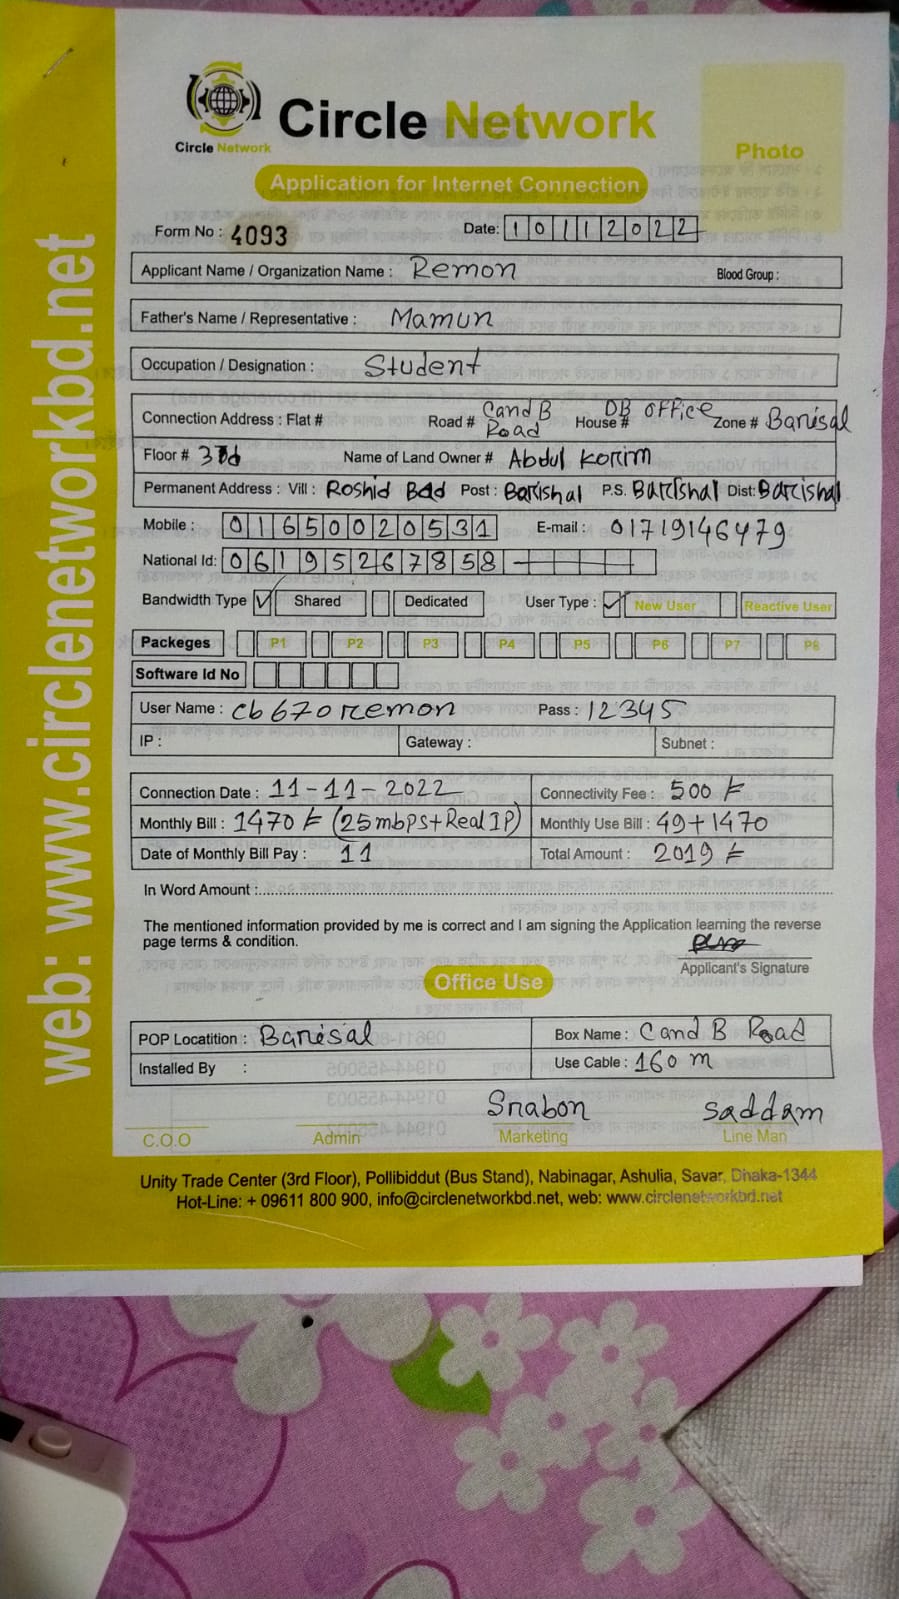 web: www.circlenetworkbd.net
Circle Network
Circle Network
Photo
Application for Internet Connection
Form No : 4093
Date: 10112022
Applicant Name / Organization Name : Remon Blood Group :
Father's Name / Representative : Mamun
Occupation / Designation : Student
Connection Address : Flat # Road # C and B Road House # DB office Zone # Barisal
Floor # 3rd Name of Land Owner # Abdul Korim
Permanent Address : Vill : Roshid Post : Barishal P.S. Barishal Dist: Barishal
Mobile : 01650020531 E-mail : 01719146479
National Id: 06195267858
Bandwidth Type Shared Dedicated User Type : New User Reactive User
Packeges P1 P2 P3 P4 P5 P6 P7 P8
Software Id No
User Name : cb670remon Pass : 12345
IP : Gateway : Subnet :
Connection Date : 11-11-2022 Connectivity Fee : 500 tk
Monthly Bill : 1470 tk (25mbps+Real IP) Monthly Use Bill : 49+1470
Date of Monthly Bill Pay : 11 Total Amount : 2019 tk
In Word Amount :
The mentioned information provided by me is correct and I am signing the Application learning the reverse
page terms & condition.
Applicant's Signature
Office Use
POP Locatition : Barisal Box Name : C and B Road
Installed By : Use Cable : 160 m
Srabon saddam
C.O.O Admin Marketing Line Man
Unity Trade Center (3rd Floor), Pollibiddut (Bus Stand), Nabinagar, Ashulia, Savar, Dhaka-1344
Hot-Line: + 09611 800 900, info@circlenetworkbd.net, web: www.circlenetworkbd.net